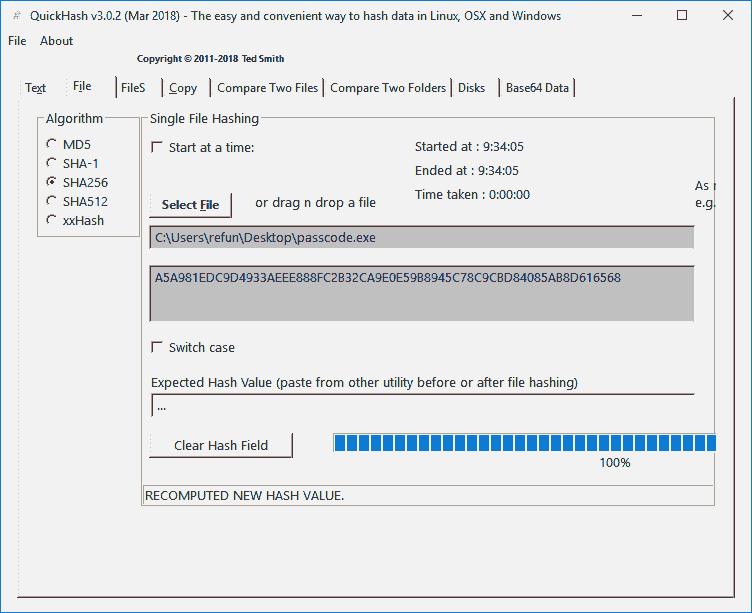 # QuickHash v3.0.2 (Mar 2018) - The easy and convenient way to hash data in Linux, OSX and Windows
File About
Copyright © 2011-2018 Ted Smith
Text File FileS Copy Compare Two Files Compare Two Folders Disks Base64 Data
Algorithm
MD5
SHA-1
SHA256
SHA512
xxHash
Single File Hashing
Start at a time:
Started at : 9:34:05
Ended at : 9:34:05
Time taken : 0:00:00
As
e.g.
Select File or drag n drop a file
C:\Users\refun\Desktop\passcode.exe
A5A981EDC9D4933AEEE888FC2B32CA9E0E59B8945C78C9CBD84085AB8D616568
Switch case
Expected Hash Value (paste from other utility before or after file hashing)
...
Clear Hash Field
100%
RECOMPUTED NEW HASH VALUE.